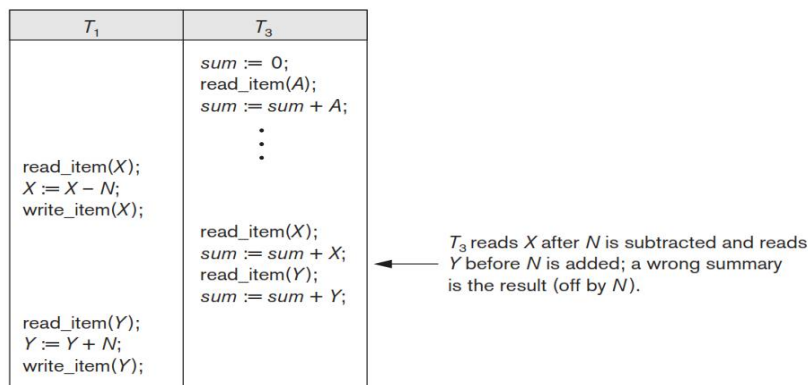 T₁ T₃
sum := 0;
read_item(A);
sum := sum + A;
read_item(X);
X := X – N;
write_item(X);
read_item(X);
sum := sum + X;
read_item(Y);
sum := sum + Y;
T₃ reads X after N is subtracted and reads
Y before N is added; a wrong summary
is the result (off by N).
read_item(Y);
Y := Y + N;
write_item(Y);